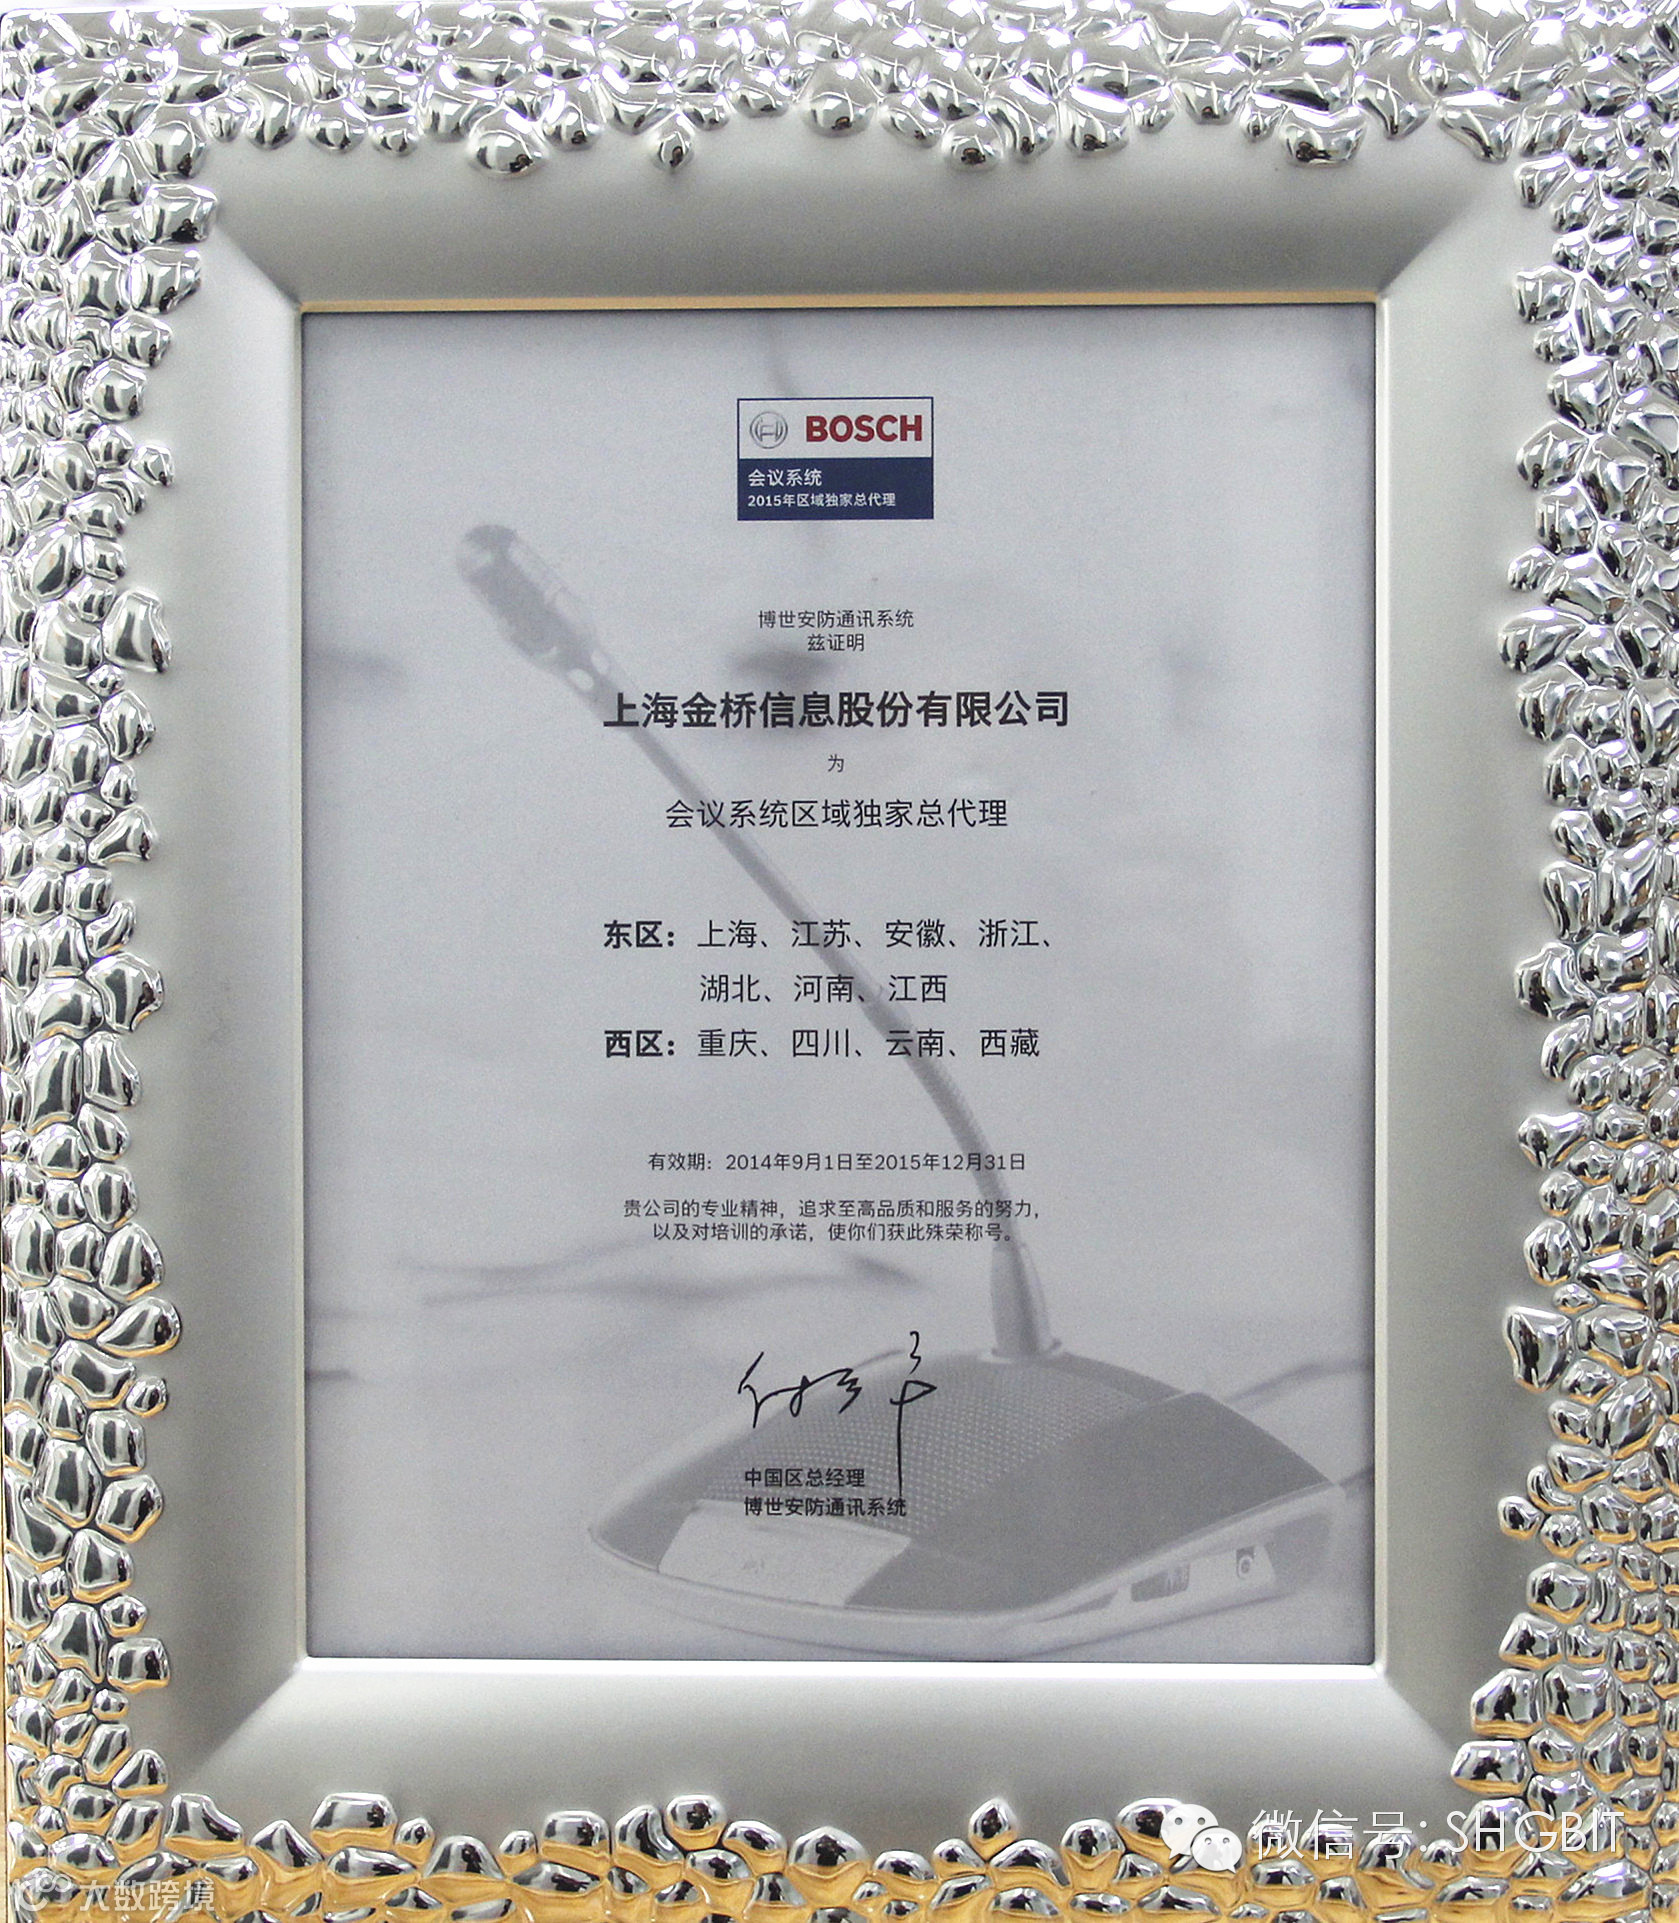 BOSCH
会议系统
2015年区域独家总代理
博世安防通讯系统
兹证明
上海金桥信息股份有限公司
为
会议系统区域独家总代理
东区：上海、江苏、安徽、浙江、
湖北、河南、江西
西区：重庆、四川、云南、西藏
有效期：2014年9月1日至2015年12月31日
贵公司的专业精神，追求至高品质和服务的努力，
以及对培训的承诺，使你们获此殊荣称号。
中国区总经理
博世安防通讯系统
微信号: SHGBIT
大数跨境